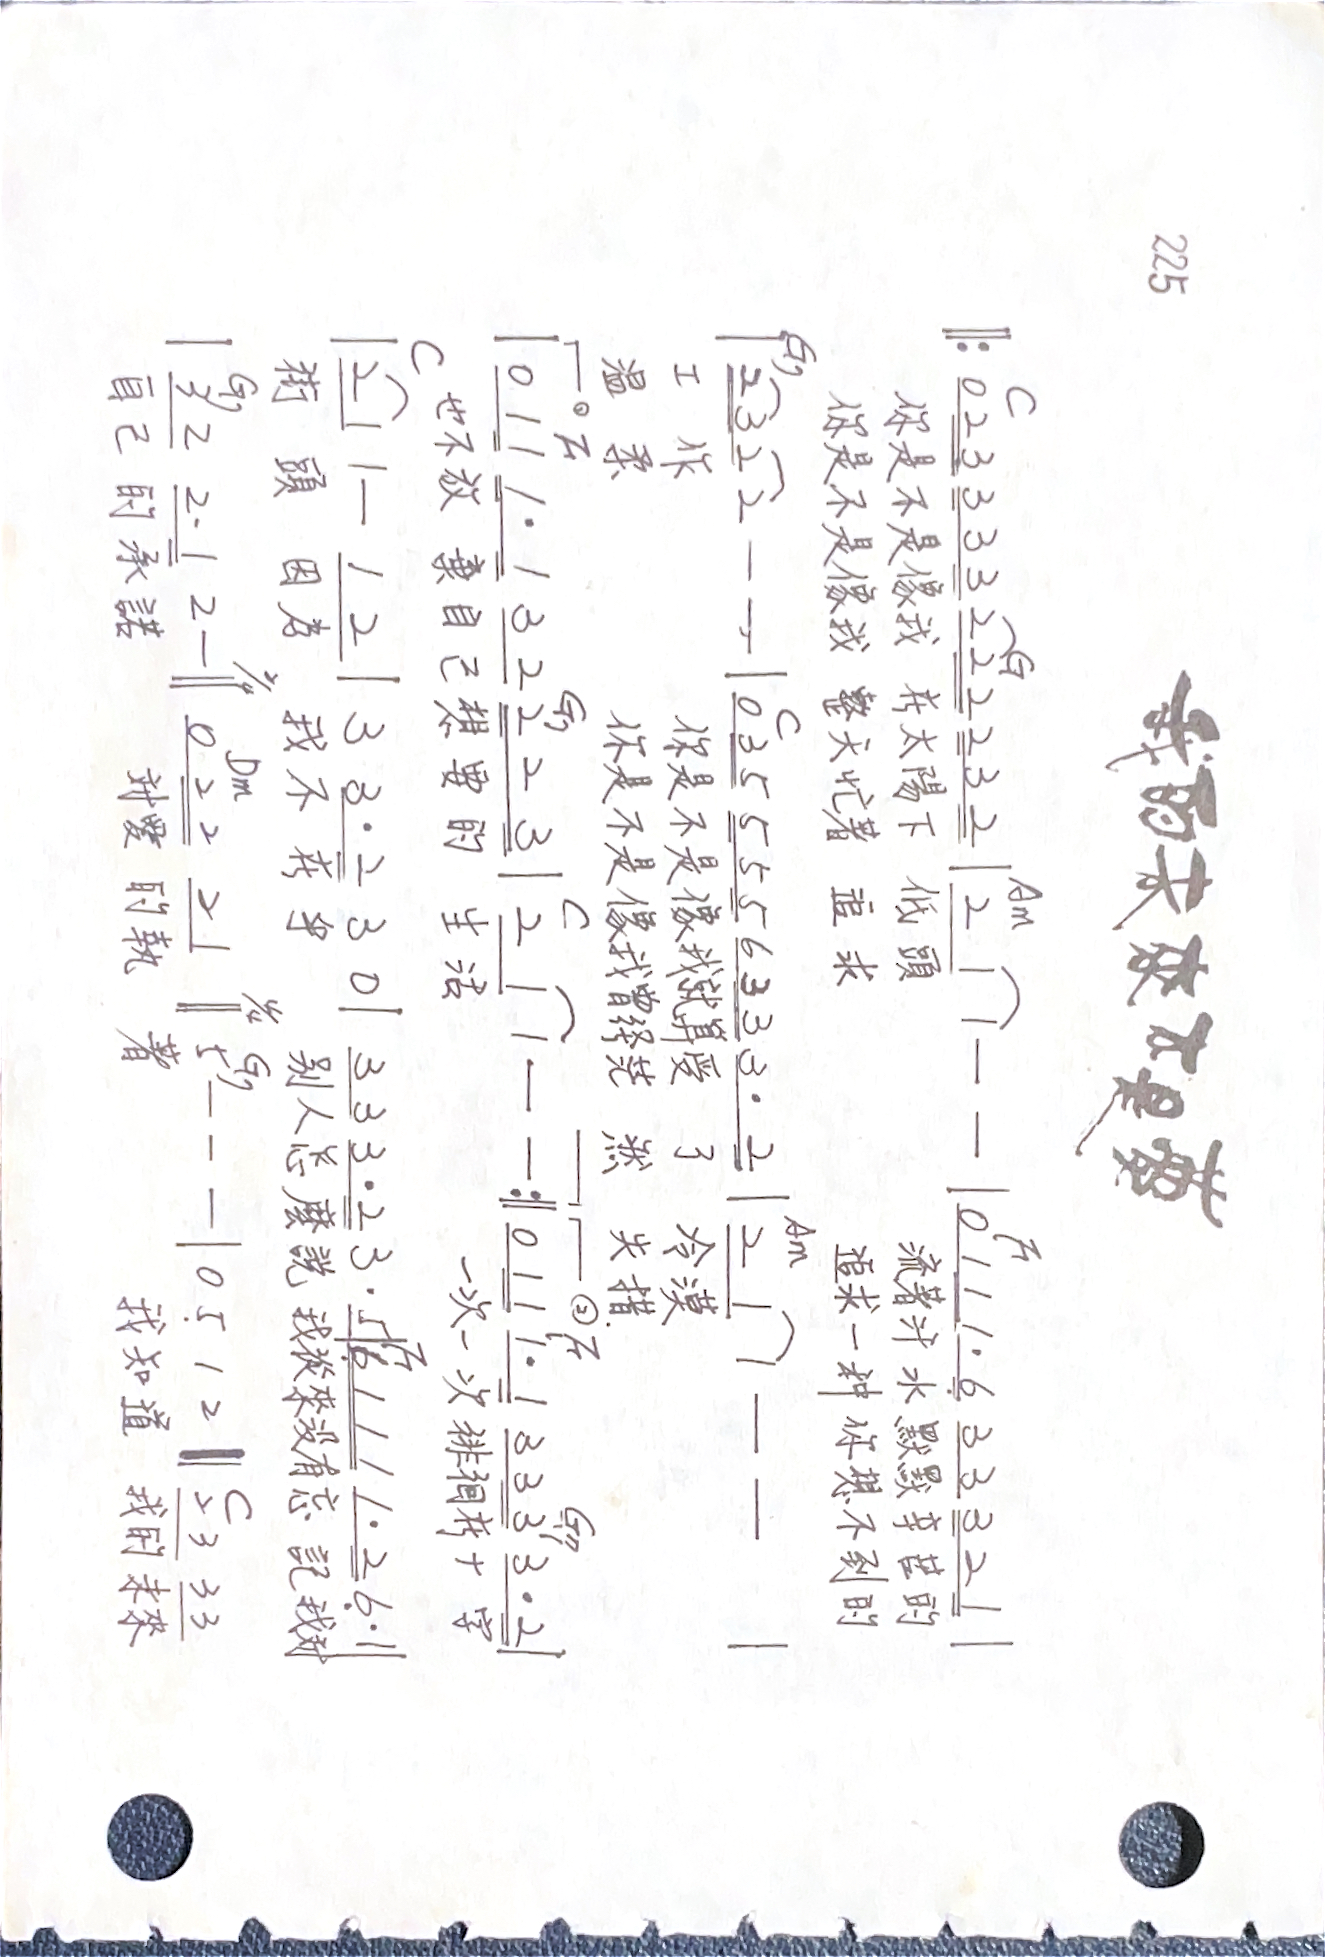 225
我的未來不是夢
C G Am F
‖: 0 2 3 3 3 3 2 2 2 2 3 2 | 2 1 1 — — | 0 1 1 1 · 6 3 3 3 2 1 |
你是不是像我 在太陽下 低頭 流著汗水 默默辛苦的
你是不是像我 整天忙著 追求 追求一种 你想不到的
G7 C Am
| 2 3 2 2 — — | 0 3 5 5 5 5 6 3 3 3 · 2 | 2 1 1 — — |
工作 你是不是像我就算受 了 冷漠
温柔 你是不是像我曾经茫 然 失措.
① F G7 C ② F G7
| 0 1 1 1 · 1 3 2 2 2 3 | 2 1 1 · — — :‖ 0 1 1 1 · 1 3 3 3 3 · 2 |
也不放 棄自己想要的 生活 一次一次 徘徊在十 字
C F
| 2 1 1 — 1 2 | 3 3 · 2 3 0 | 3 3 3 · 2 3 · 5 | 6 1 1 1 1 · 2 6 · 1 |
街頭 因为 我不在乎 别人怎麼說 我從來没有忘 記我对
G7 2/4 Dm 4/4 G7 C
| 3 2 2 · 1 2 — ‖ 0 2 2 2 1 ‖ 5 — — — | 0 5 1 2 ‖ 2 3 3 3
自己 的承諾 对愛 的執 著 我知道 我的未來